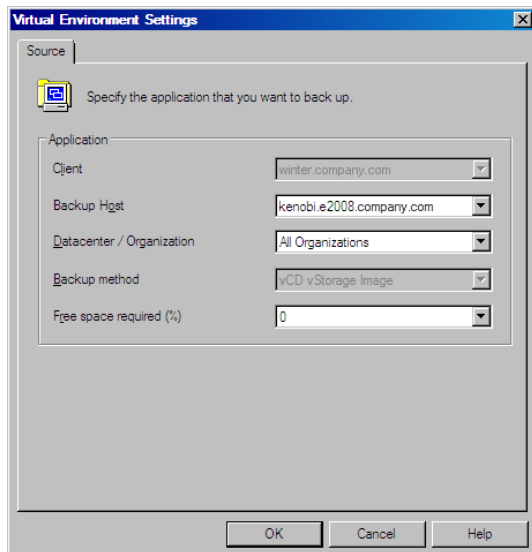 Virtual Environment Settings
Source
Specify the application that you want to back up.
Application
Client
winter.company.com
Backup Host
kenobi.e2008.company.com
Datacenter / Organization
All Organizations
Backup method
vCD vStorage Image
Free space required (%)
0
OK
Cancel
Help